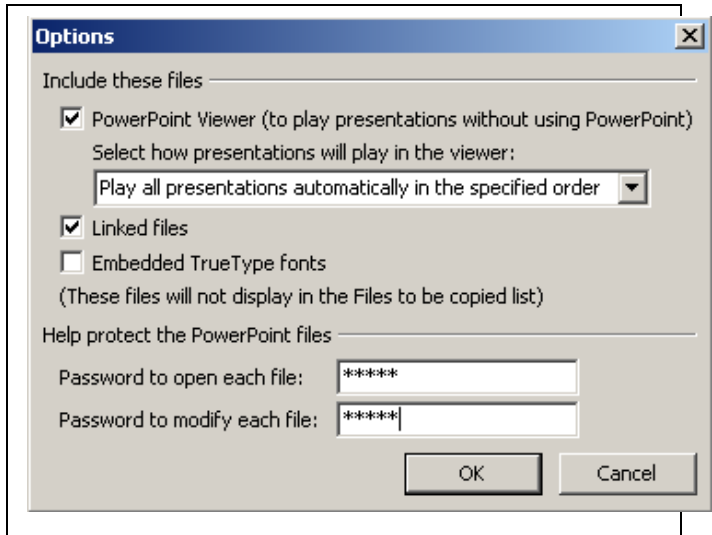 Options
Include these files
PowerPoint Viewer (to play presentations without using PowerPoint)
Select how presentations will play in the viewer:
Play all presentations automatically in the specified order
Linked files
Embedded TrueType fonts
(These files will not display in the Files to be copied list)
Help protect the PowerPoint files
Password to open each file: *****
Password to modify each file: *****
OK Cancel